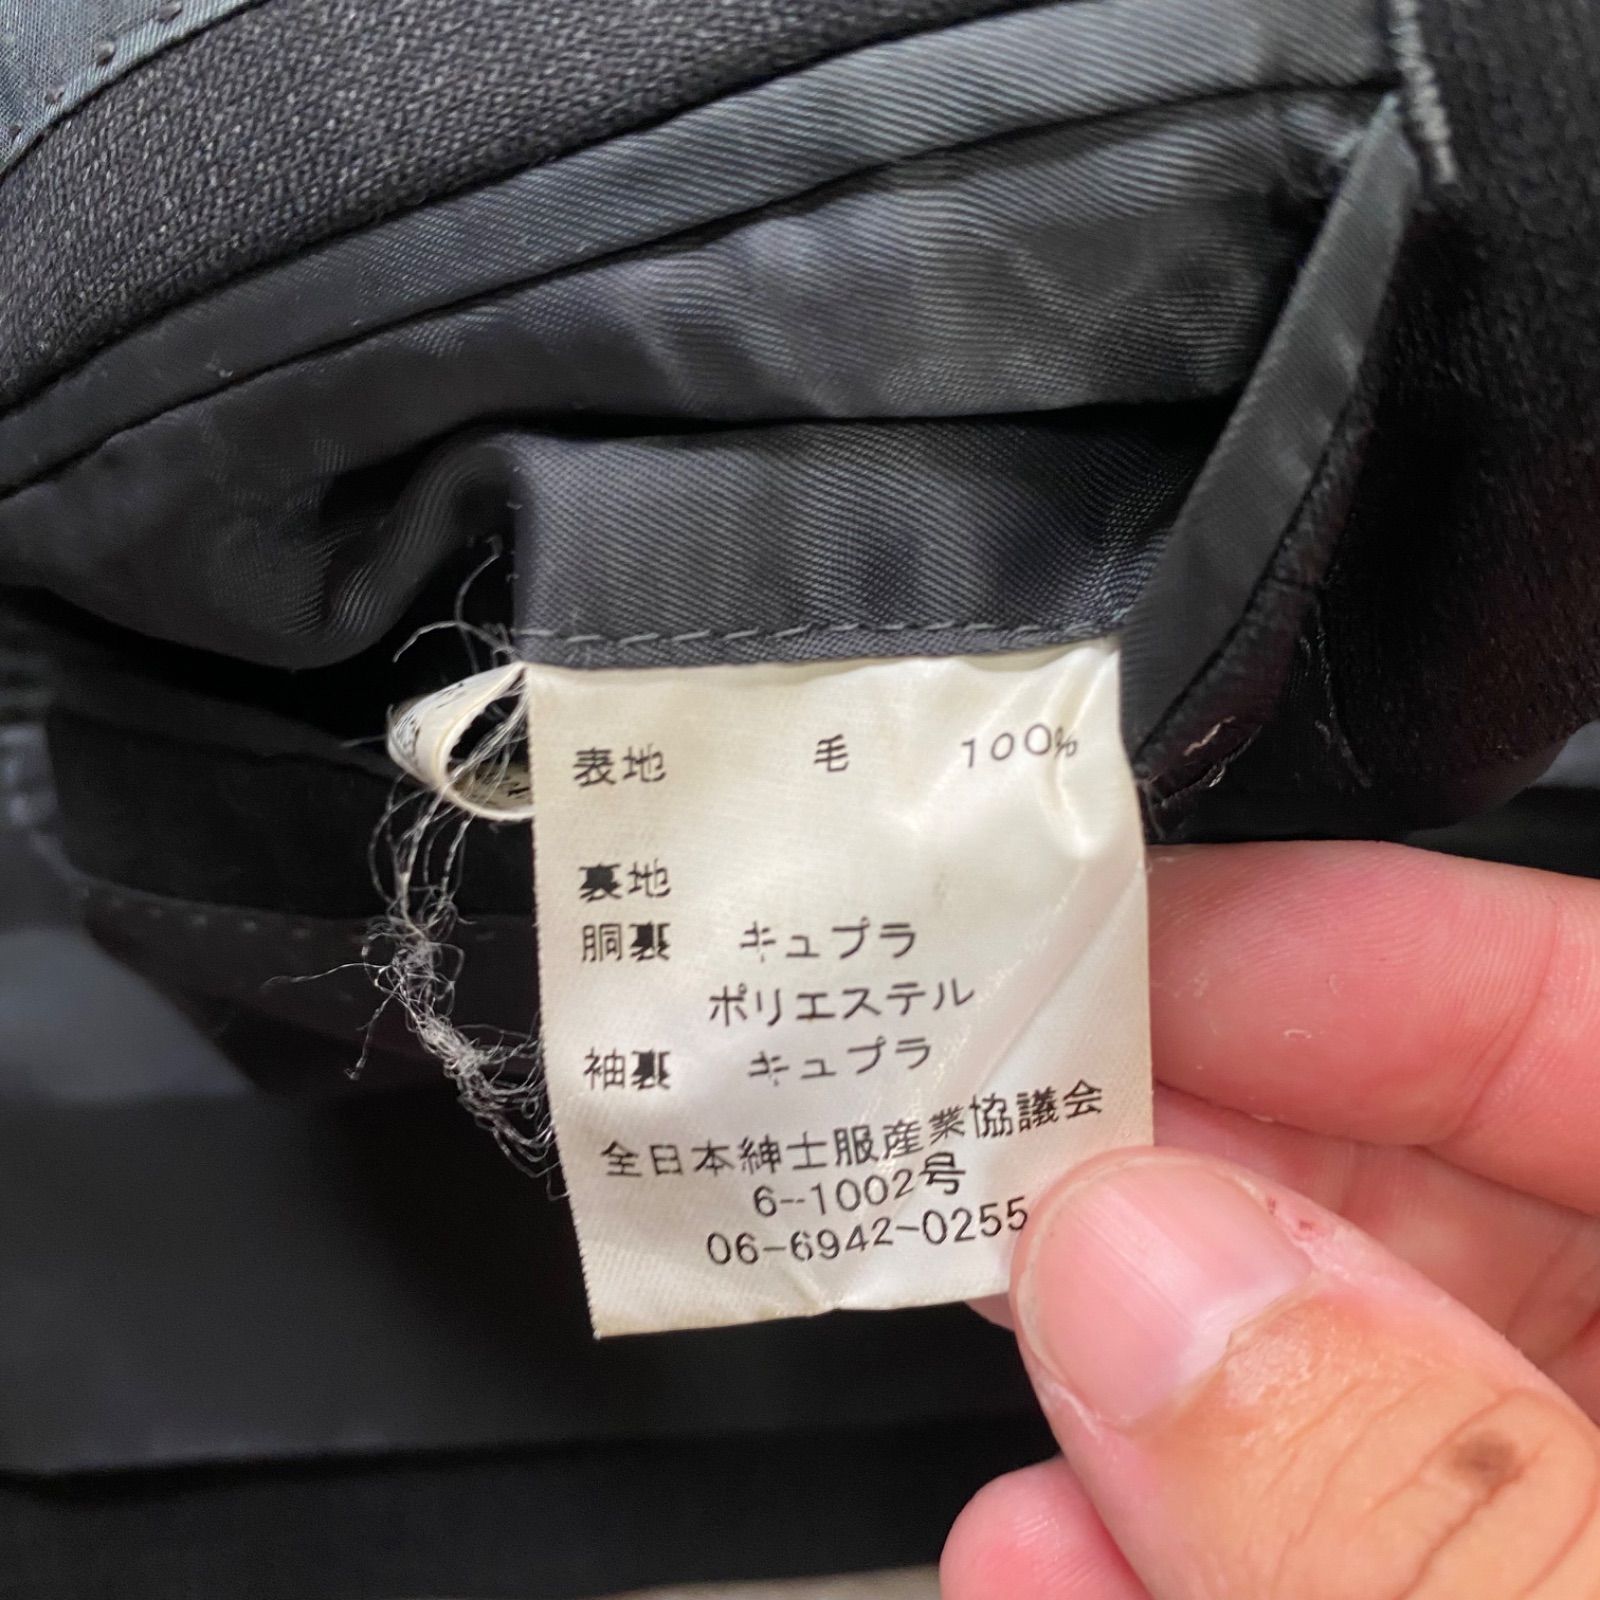 表地 毛 100%
裏地
胴裏 キュプラ
ポリエステル
袖裏 キュプラ
全日本紳士服産業協議会
6-1002号
06-6942-0255